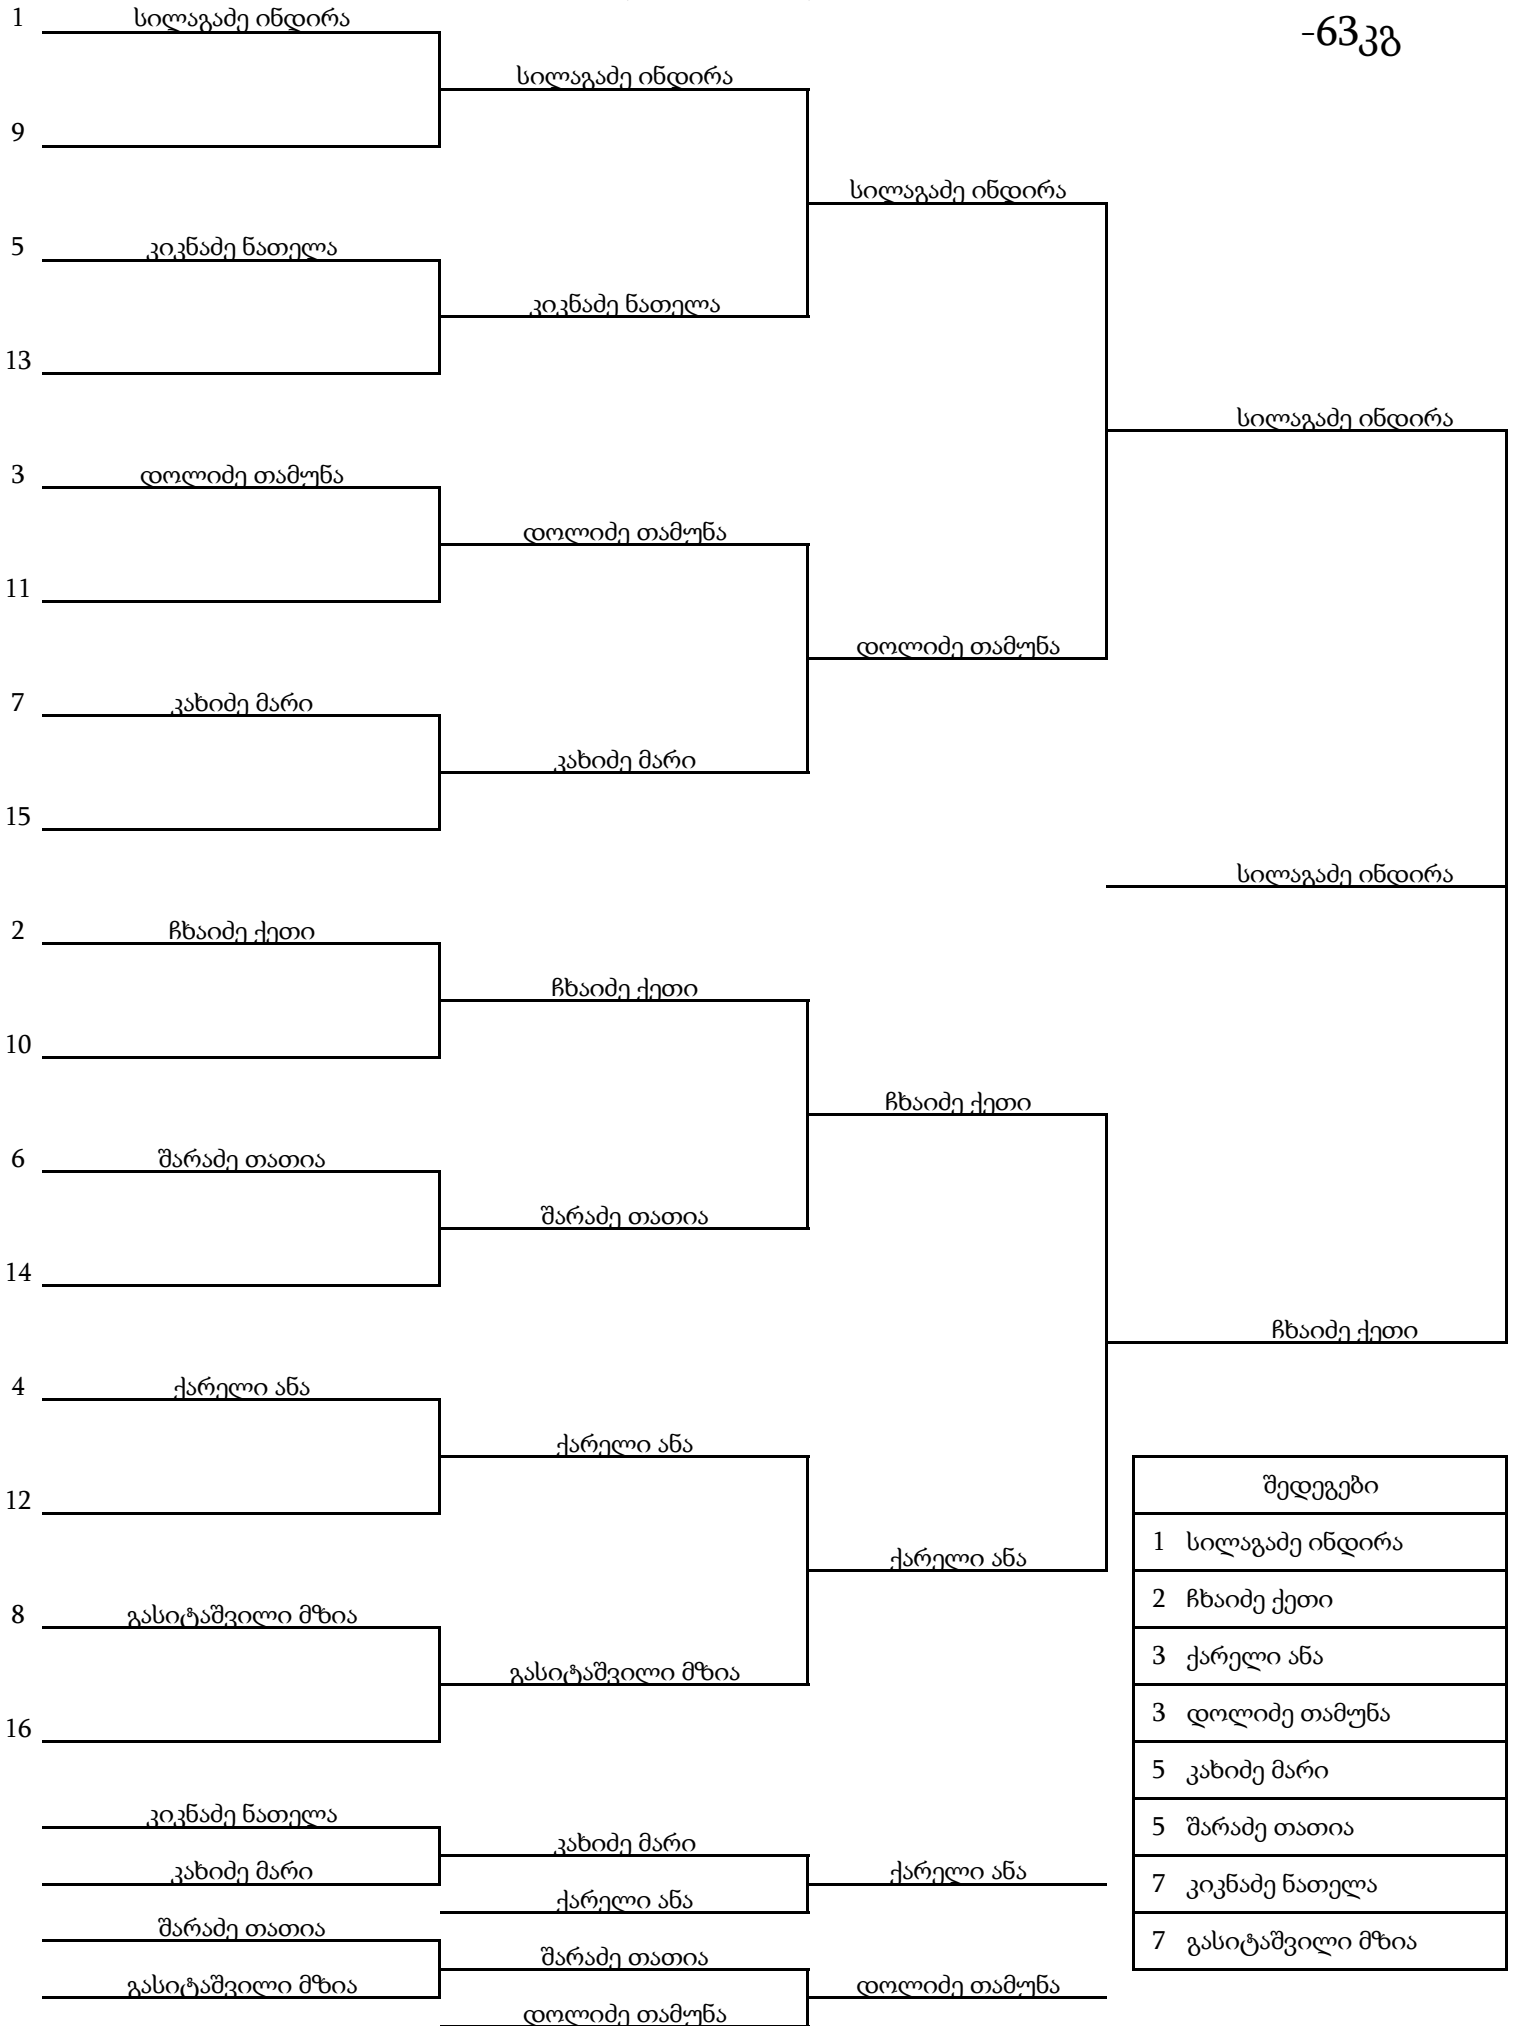 1 სილაგაძე ინდირა
-63კგ
სილაგაძე ინდირა
9
სილაგაძე ინდირა
5 კიკნაძე ნათელა
კიკნაძე ნათელა
13
სილაგაძე ინდირა
3 დოლიძე თამუნა
დოლიძე თამუნა
11
დოლიძე თამუნა
7 კახიძე მარი
კახიძე მარი
15
სილაგაძე ინდირა
2 ჩხაიძე ქეთი
ჩხაიძე ქეთი
10
ჩხაიძე ქეთი
6 შარაძე თათია
შარაძე თათია
14
ჩხაიძე ქეთი
4 ქარელი ანა
ქარელი ანა
12
ქარელი ანა
8 გასიტაშვილი მზია
გასიტაშვილი მზია
16
კიკნაძე ნათელა
კახიძე მარი
კახიძე მარი
ქარელი ანა
ქარელი ანა
შარაძე თათია
შარაძე თათია
გასიტაშვილი მზია
დოლიძე თამუნა
დოლიძე თამუნა
შედეგები
1 სილაგაძე ინდირა
2 ჩხაიძე ქეთი
3 ქარელი ანა
3 დოლიძე თამუნა
5 კახიძე მარი
5 შარაძე თათია
7 კიკნაძე ნათელა
7 გასიტაშვილი მზია